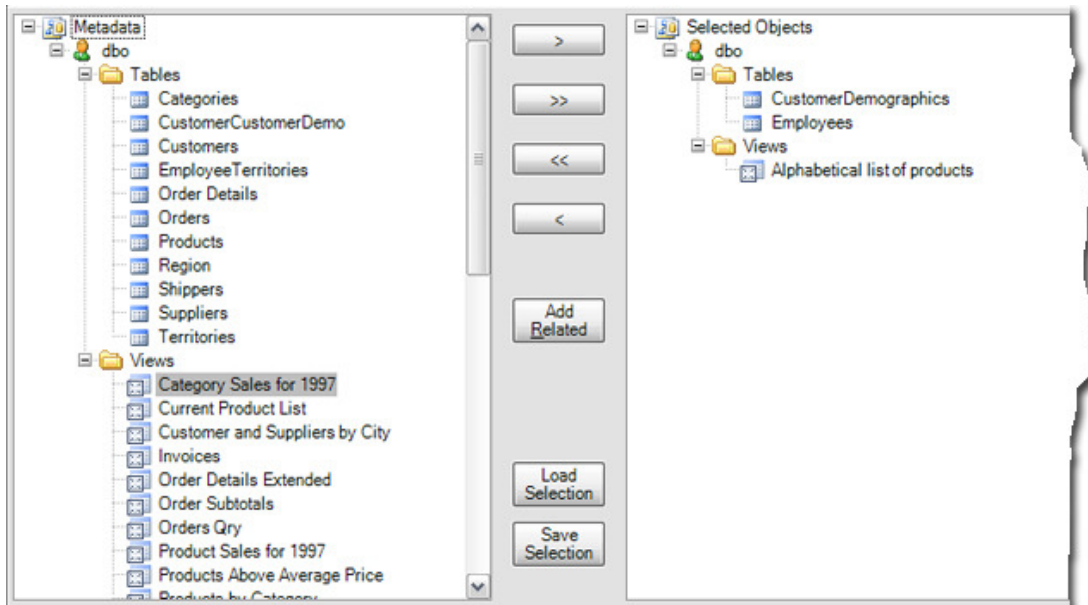 Metadata
dbo
Tables
Categories
CustomerCustomerDemo
Customers
EmployeeTerritories
Order Details
Orders
Products
Region
Shippers
Suppliers
Territories
Views
Category Sales for 1997
Current Product List
Customer and Suppliers by City
Invoices
Order Details Extended
Order Subtotals
Orders Qry
Product Sales for 1997
Products Above Average Price
Products by Category
>
>>
<<
<
Add
Related
Load
Selection
Save
Selection
Selected Objects
dbo
Tables
CustomerDemographics
Employees
Views
Alphabetical list of products